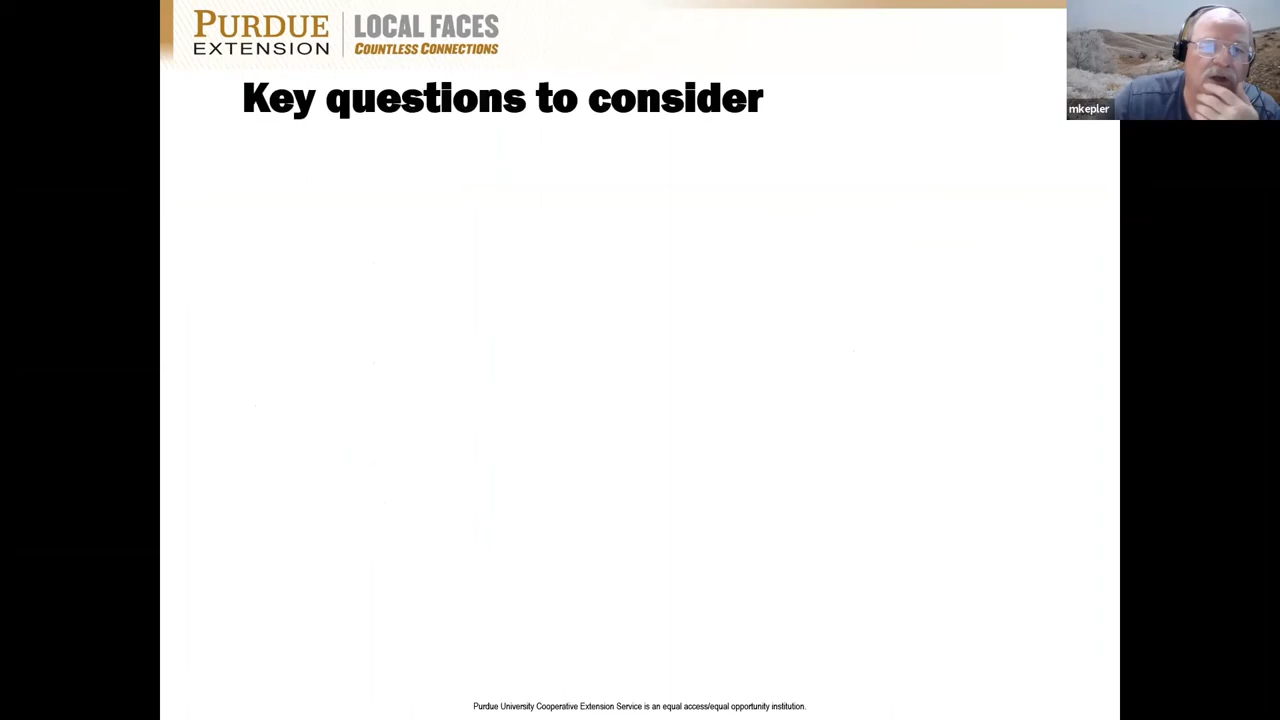 PURDUE
EXTENSION
LOCAL FACES
COUNTLESS CONNECTIONS
mkepler
Key questions to consider
Purdue University Cooperative Extension Service is an equal access/equal opportunity institution.